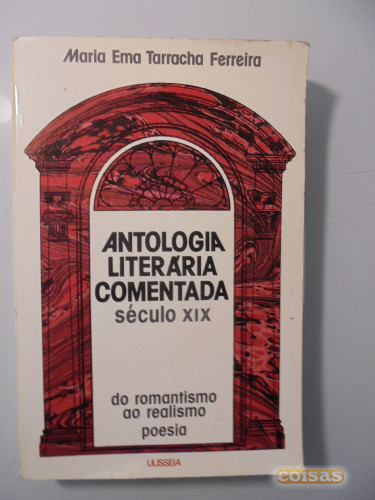 Maria Ema Tarracha Ferreira
ANTOLOGIA
LITERÁRIA
COMENTADA
século XIX
do romantismo
ao realismo
poesia
ULISSEIA
coisas